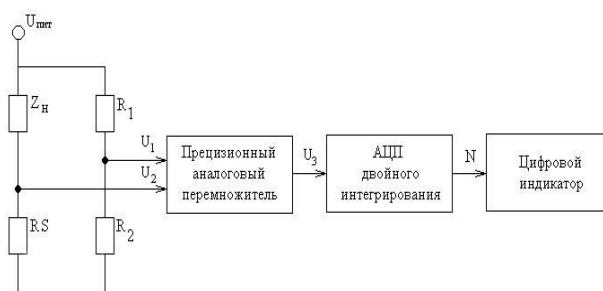 Uпит
Zн
R1
U1
U2
Прецизионный
аналоговый
перемножитель
U3
АЦП
двойного
интегрирования
N
Цифровой
индикатор
RS
R2